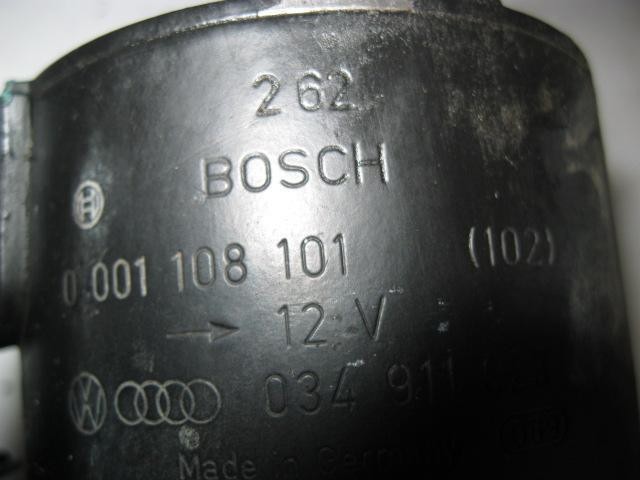 262
BOSCH
0 001 108 101 (102)
12 V
034 911
Made in Germany